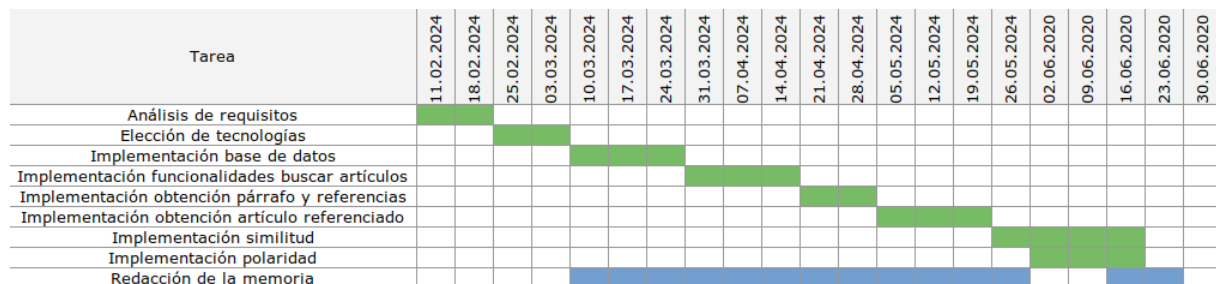 Tarea
11.02.2024
18.02.2024
25.02.2024
03.03.2024
10.03.2024
17.03.2024
24.03.2024
31.03.2024
07.04.2024
14.04.2024
21.04.2024
28.04.2024
05.05.2024
12.05.2024
19.05.2024
26.05.2024
02.06.2020
09.06.2020
16.06.2020
23.06.2020
30.06.2020
Análisis de requisitos
Elección de tecnologías
Implementación base de datos
Implementación funcionalidades buscar artículos
Implementación obtención párrafo y referencias
Implementación obtención artículo referenciado
Implementación similitud
Implementación polaridad
Redacción de la memoria